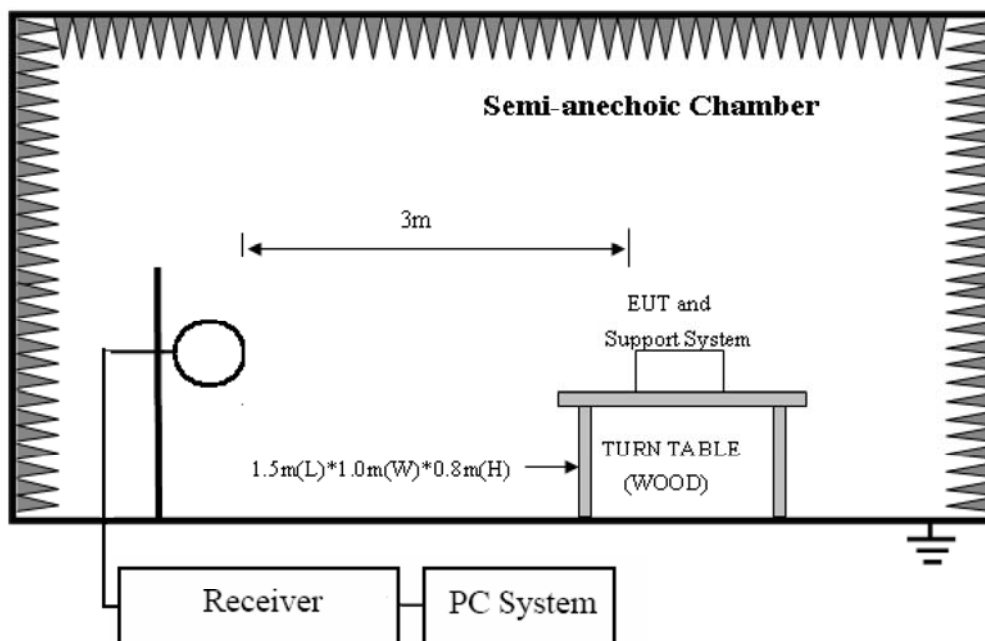 Semi-anechoic Chamber
3m
EUT and
Support System
1.5m(L)*1.0m(W)*0.8m(H)
TURN TABLE
(WOOD)
Receiver
PC System